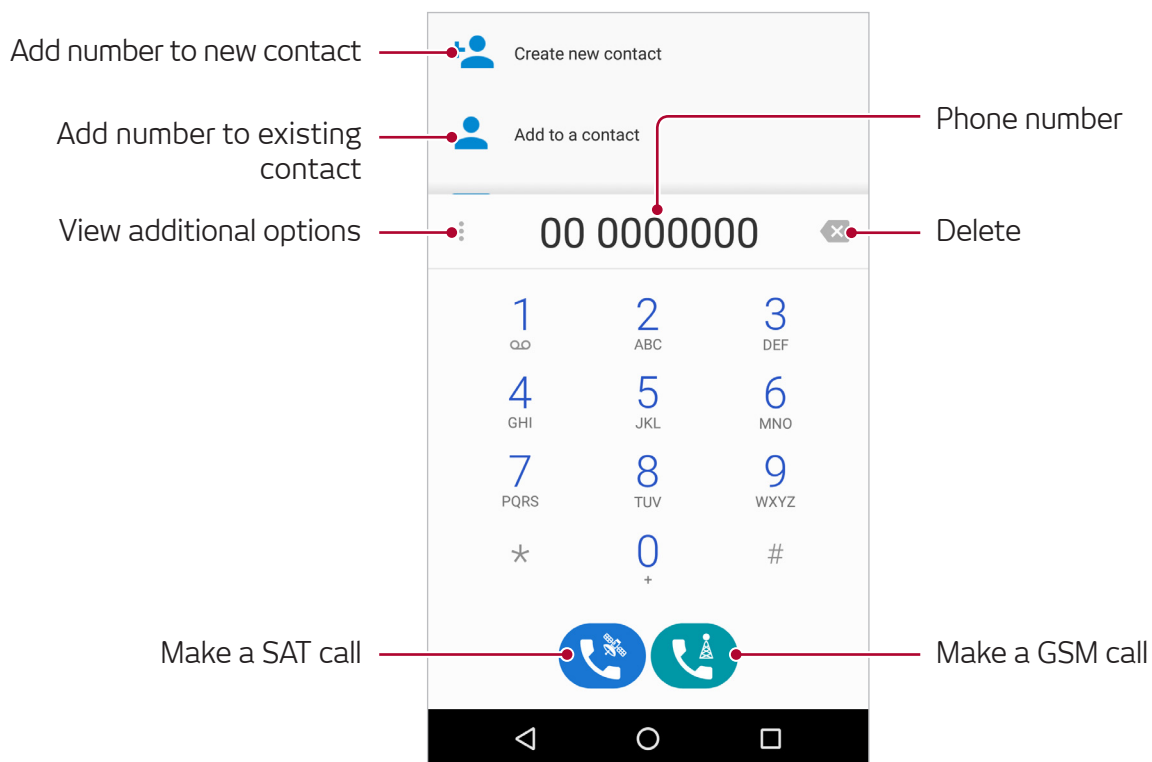 Add number to new contact
Create new contact
Add number to existing
contact
Add to a contact
Phone number
View additional options
00 0000000
Delete
1
2
ABC
3
DEF
4
GHI
5
JKL
6
MNO
7
PQRS
8
TUV
9
WXYZ
*
0
+
#
Make a SAT call
Make a GSM call